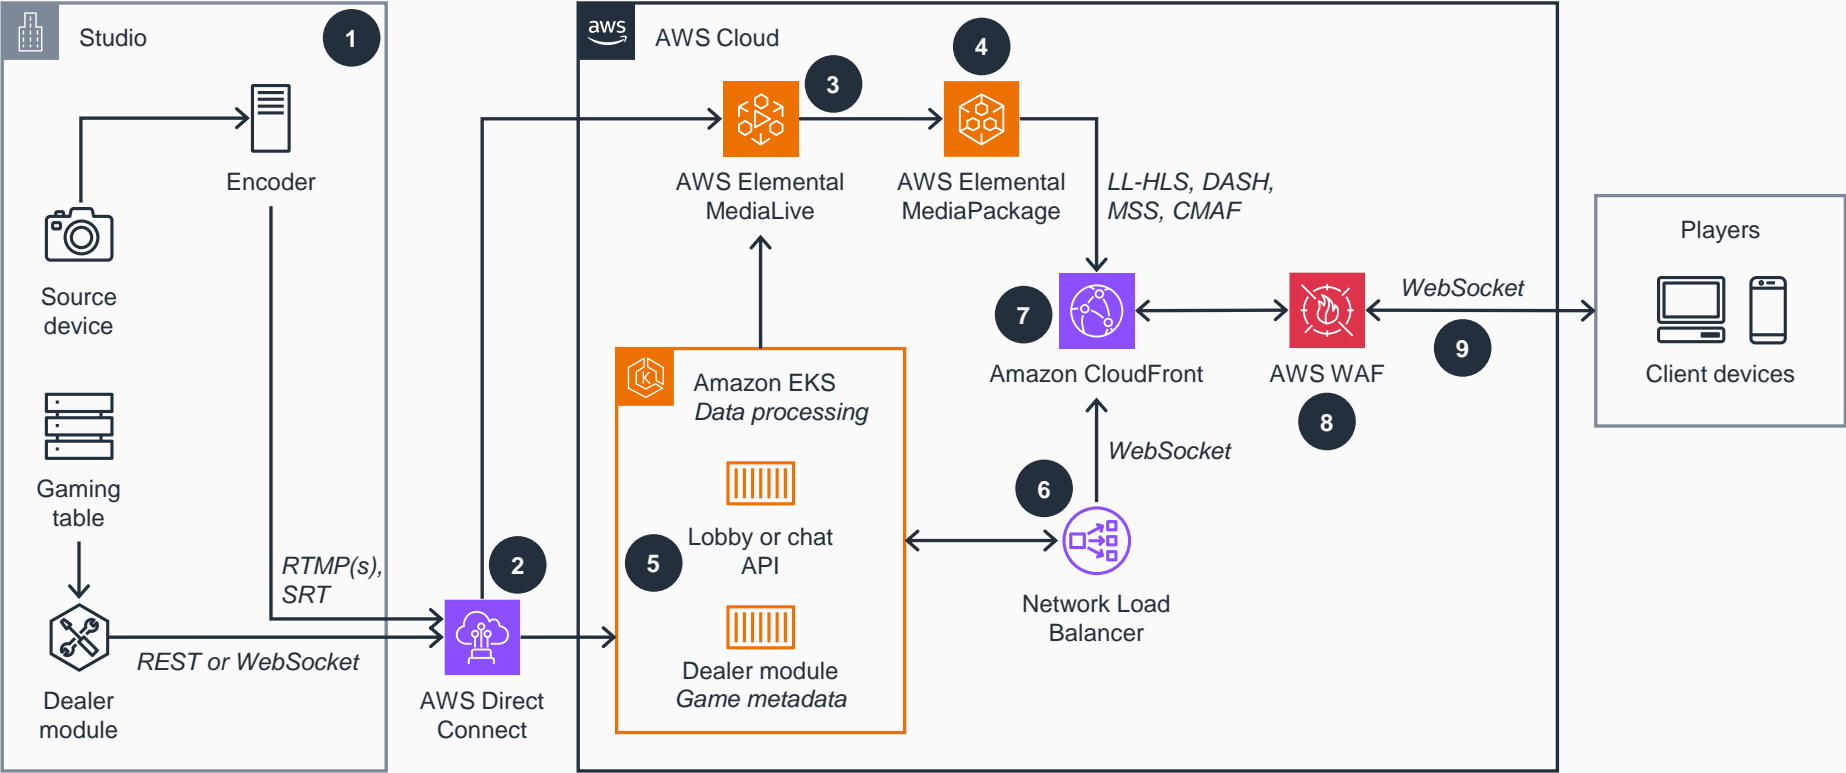 Studio
1
Encoder
Source
device
Gaming
table
RTMP(s),
SRT
REST or WebSocket
Dealer
module
2
AWS Direct
Connect
aws
AWS Cloud
3
4
AWS Elemental
MediaLive
AWS Elemental
MediaPackage
LL-HLS, DASH,
MSS, CMAF
K
Amazon EKS
Data processing
Lobby or chat
API
5
Dealer module
Game metadata
6
Network Load
Balancer
WebSocket
7
Amazon CloudFront
AWS WAF
8
WebSocket
9
Players
Client devices